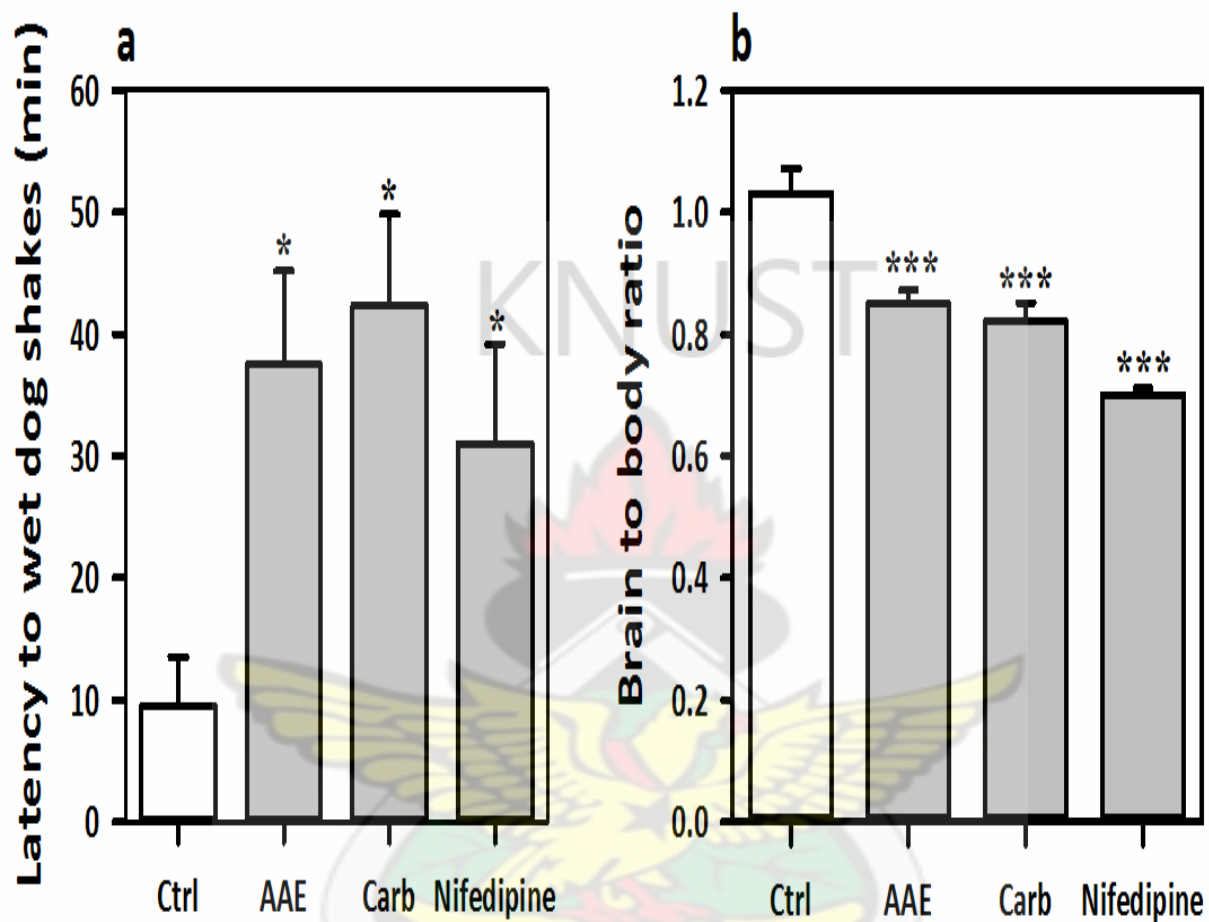 a
b
Latency to wet dog shakes (min)
60
50
40
30
20
10
0
*
*
*
Ctrl AAE Carb Nifedipine
Brain to body ratio
1.2
1.0
0.8
0.6
0.4
0.2
0.0
***
***
***
Ctrl AAE Carb Nifedipine
KNUST